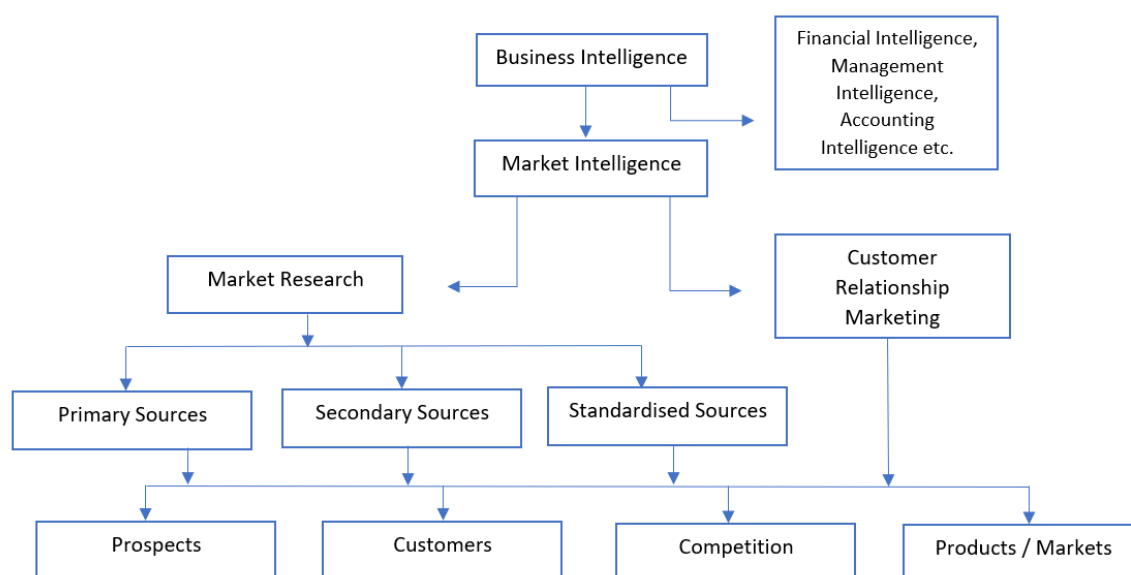 Business Intelligence
Financial Intelligence,
Management
Intelligence,
Accounting
Intelligence etc.
Market Intelligence
Market Research
Customer
Relationship
Marketing
Primary Sources
Secondary Sources
Standardised Sources
Prospects
Customers
Competition
Products / Markets